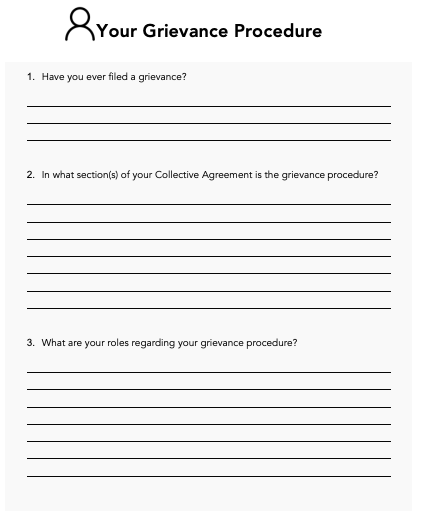 Your Grievance Procedure
1. Have you ever filed a grievance?
2. In what section(s) of your Collective Agreement is the grievance procedure?
3. What are your roles regarding your grievance procedure?